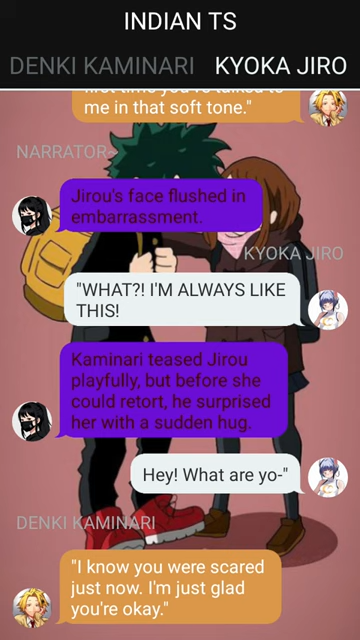 INDIAN TS
DENKI KAMINARI KYOKA JIRO
me in that soft tone."
NARRATOR
Jirou's face flushed in
embarrassment.
KYOKA JIRO
"WHAT?! I'M ALWAYS LIKE
THIS!
Kaminari teased Jirou
playfully, but before she
could retort, he surprised
her with a sudden hug.
Hey! What are yo-"
DENKI KAMINARI
"I know you were scared
just now. I'm just glad
you're okay."